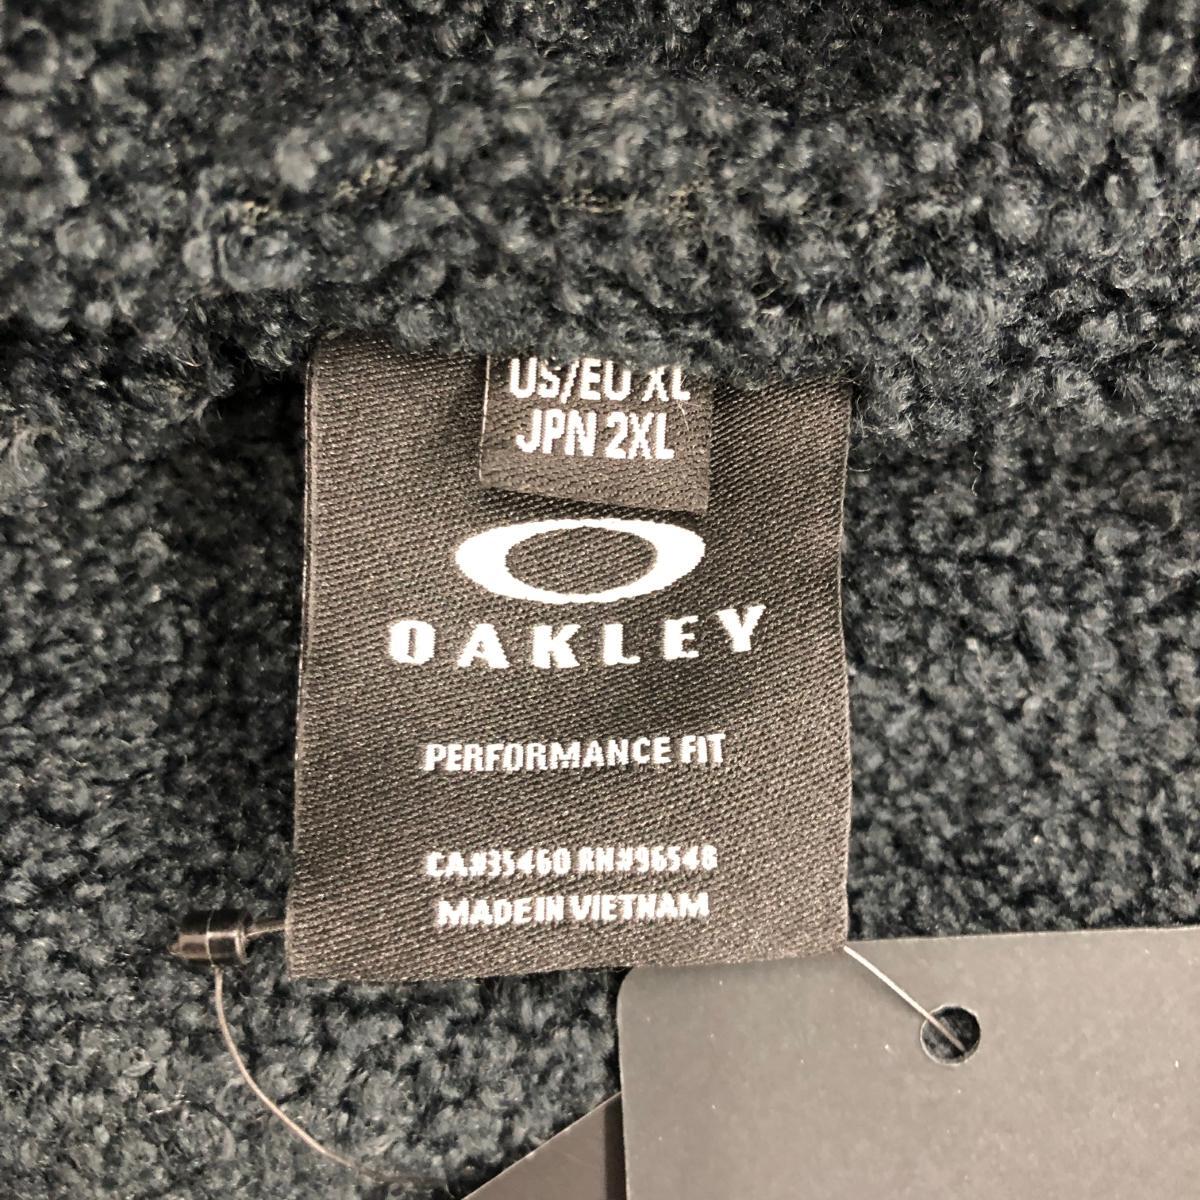 US/EU XL
JPN 2XL
OAKLEY
PERFORMANCE FIT
CA#35460 RN#96548
MADE IN VIETNAM